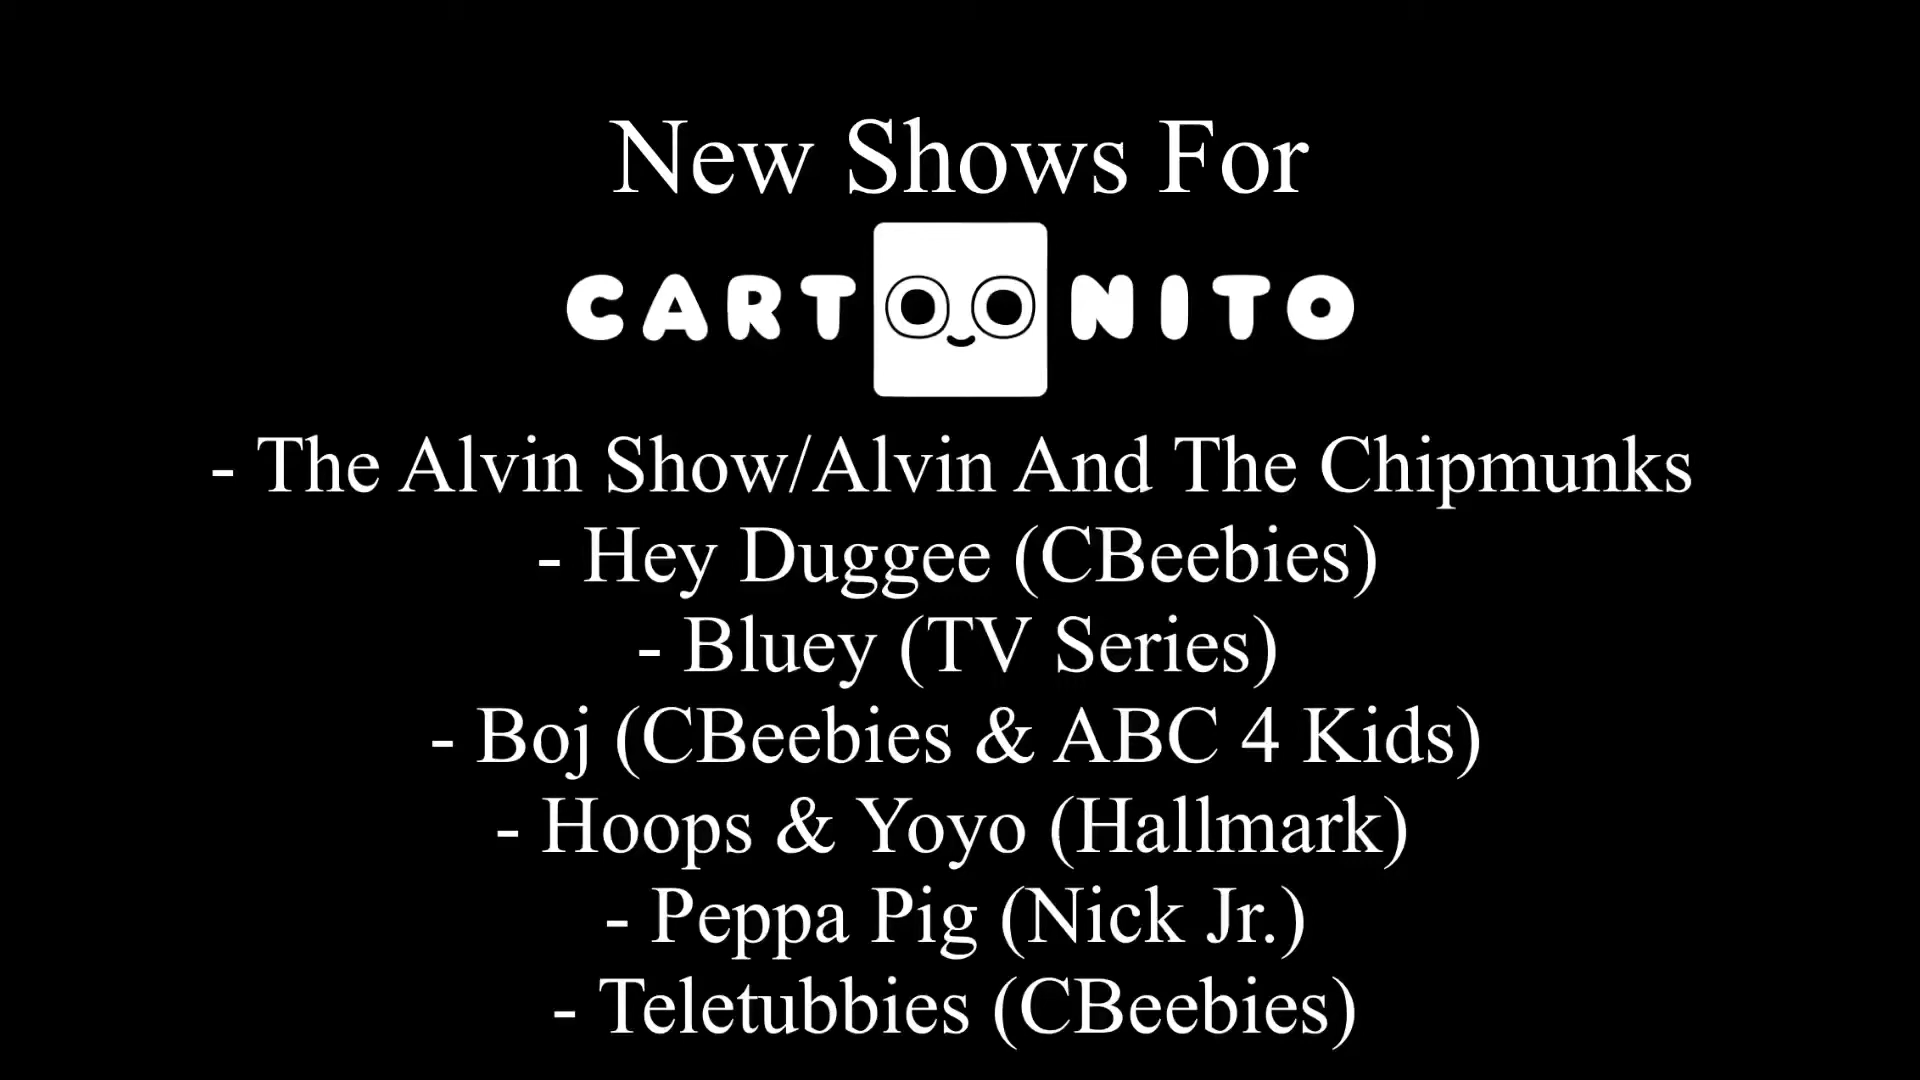 New Shows For
CARTOONITO
- The Alvin Show/Alvin And The Chipmunks
- Hey Duggee (CBeebies)
- Bluey (TV Series)
- Boj (CBeebies & ABC 4 Kids)
- Hoops & Yoyo (Hallmark)
- Peppa Pig (Nick Jr.)
- Teletubbies (CBeebies)